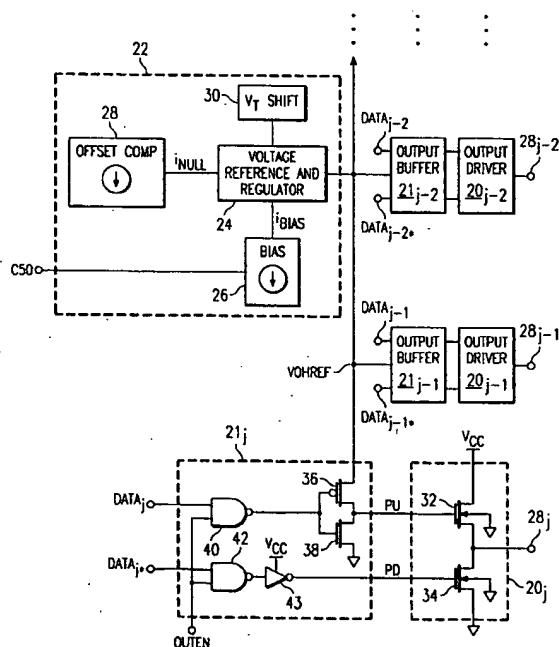 22
30
V_T SHIFT
28
OFFSET COMP
i_NULL
VOLTAGE
REFERENCE AND
REGULATOR
24
i_BIAS
BIAS
26
C50
DATA_j-2
OUTPUT
BUFFER
21_j-2
OUTPUT
DRIVER
20_j-2
28_j-2
DATA_j-2*
DATA_j-1
OUTPUT
BUFFER
21_j-1
OUTPUT
DRIVER
20_j-1
28_j-1
DATA_j-1*
VOHREF
21_j
V_CC
DATA_j
40
36
38
PU
32
28_j
DATA_j*
42
V_CC
43
PD
34
20_j
OUTEN